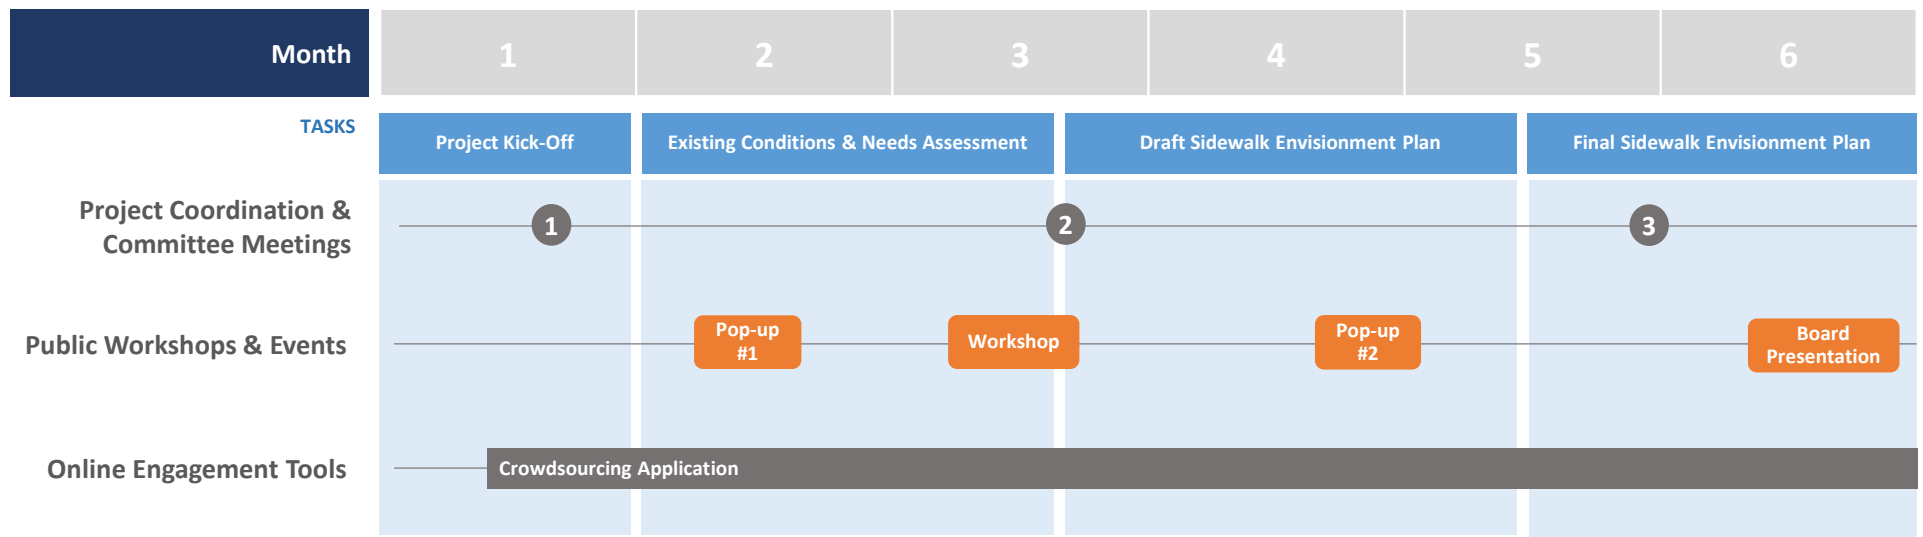 Month 1 2 3 4 5 6
TASKS
Project Kick-Off Existing Conditions & Needs Assessment Draft Sidewalk Envisionment Plan Final Sidewalk Envisionment Plan
Project Coordination &
Committee Meetings
1 2 3
Public Workshops & Events
Pop-up
#1
Workshop
Pop-up
#2
Board
Presentation
Online Engagement Tools
Crowdsourcing Application